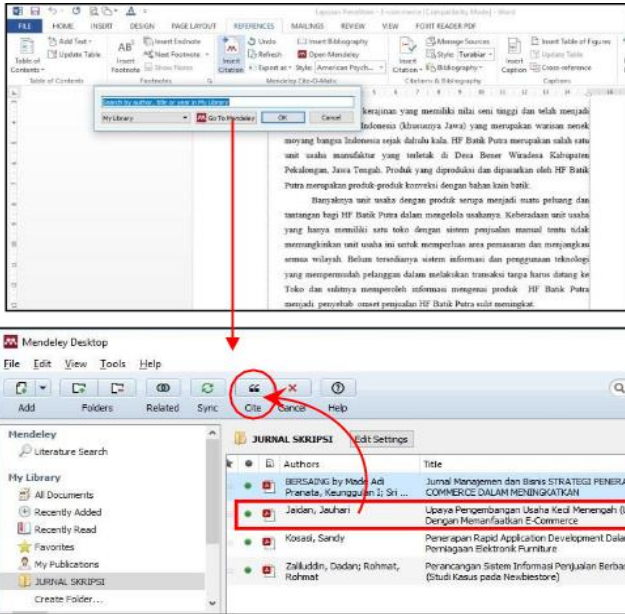 Laporan Penelitian - E-commerce [Compatibility Mode] - Word
FILE HOME INSERT DESIGN PAGE LAYOUT REFERENCES MAILINGS REVIEW VIEW FOXIT READER PDF
Add Text Insert Endnote Undo Insert Bibliography Manage Sources Insert Table of Figures
Update Table Next Footnote Refresh Open Mendeley Style: Turabian Update Table
Table of Contents Insert Footnote Show Notes Insert Citation Export as Style: American Psych... Insert Citation Bibliography Insert Caption Cross-reference
Table of Contents Footnotes Mendeley Cite-O-Matic Citations & Bibliography Captions
Search by author, title or year in My Library
My Library Go To Mendeley OK Cancel
kerajinan yang memiliki nilai seni tinggi dan telah menjadi
Indonesia (khususnya Jawa) yang merupakan warisan nenek
moyang bangsa Indonesia sejak dahulu kala. HF Batik Putra merupakan salah satu
unit usaha manufaktur yang terletak di Desa Bener Wiradesa Kabupaten
Pekalongan, Jawa Tengah. Produk yang diproduksi dan dipasarkan oleh HF Batik
Putra merupakan produk-produk konveksi dengan bahan kain batik.
Banyaknya unit usaha dengan produk serupa menjadi suatu peluang dan
tantangan bagi HF Batik Putra dalam mengelola usahanya. Keberadaan unit usaha
yang hanya memiliki satu toko dengan sistem penjualan manual tentu tidak
memungkinkan unit usaha ini untuk memperluas area pemasaran dan menjangkau
semua wilayah. Belum tersedianya sistem informasi dan penggunaan teknologi
yang mempermudah pelanggan dalam melakukan transaksi tanpa harus datang ke
Toko dan sulitnya memperoleh informasi mengenai produk HF Batik Putra
menjadi penyebab omset penjualan HF Batik Putra sulit meningkat.
Mendeley Desktop
File Edit View Tools Help
Add Folders Related Sync Cite Cancel Help
Mendeley
Literature Search
My Library
All Documents
Recently Added
Recently Read
Favorites
My Publications
JURNAL SKRIPSI
Create Folder...
JURNAL SKRIPSI Edit Settings
Authors Title
BERSAING by Made Adi Jurnal Manajemen dan Bisnis STRATEGI PENERA
Pranata, Keunggulan I; Sri ... COMMERCE DALAM MENINGKATKAN
Jaidan, Jauhari Upaya Pengembangan Usaha Kecil Menengah (U
Dengan Memanfaatkan E-Commerce
Kosasi, Sandy Penerapan Rapid Application Development Dala
Perniagaan Elektronik Furniture
Zaliluddin, Dadan; Rohmat, Perancangan Sistem Informasi Penjualan Berbas
Rohmat (Studi Kasus pada Newbiestore)